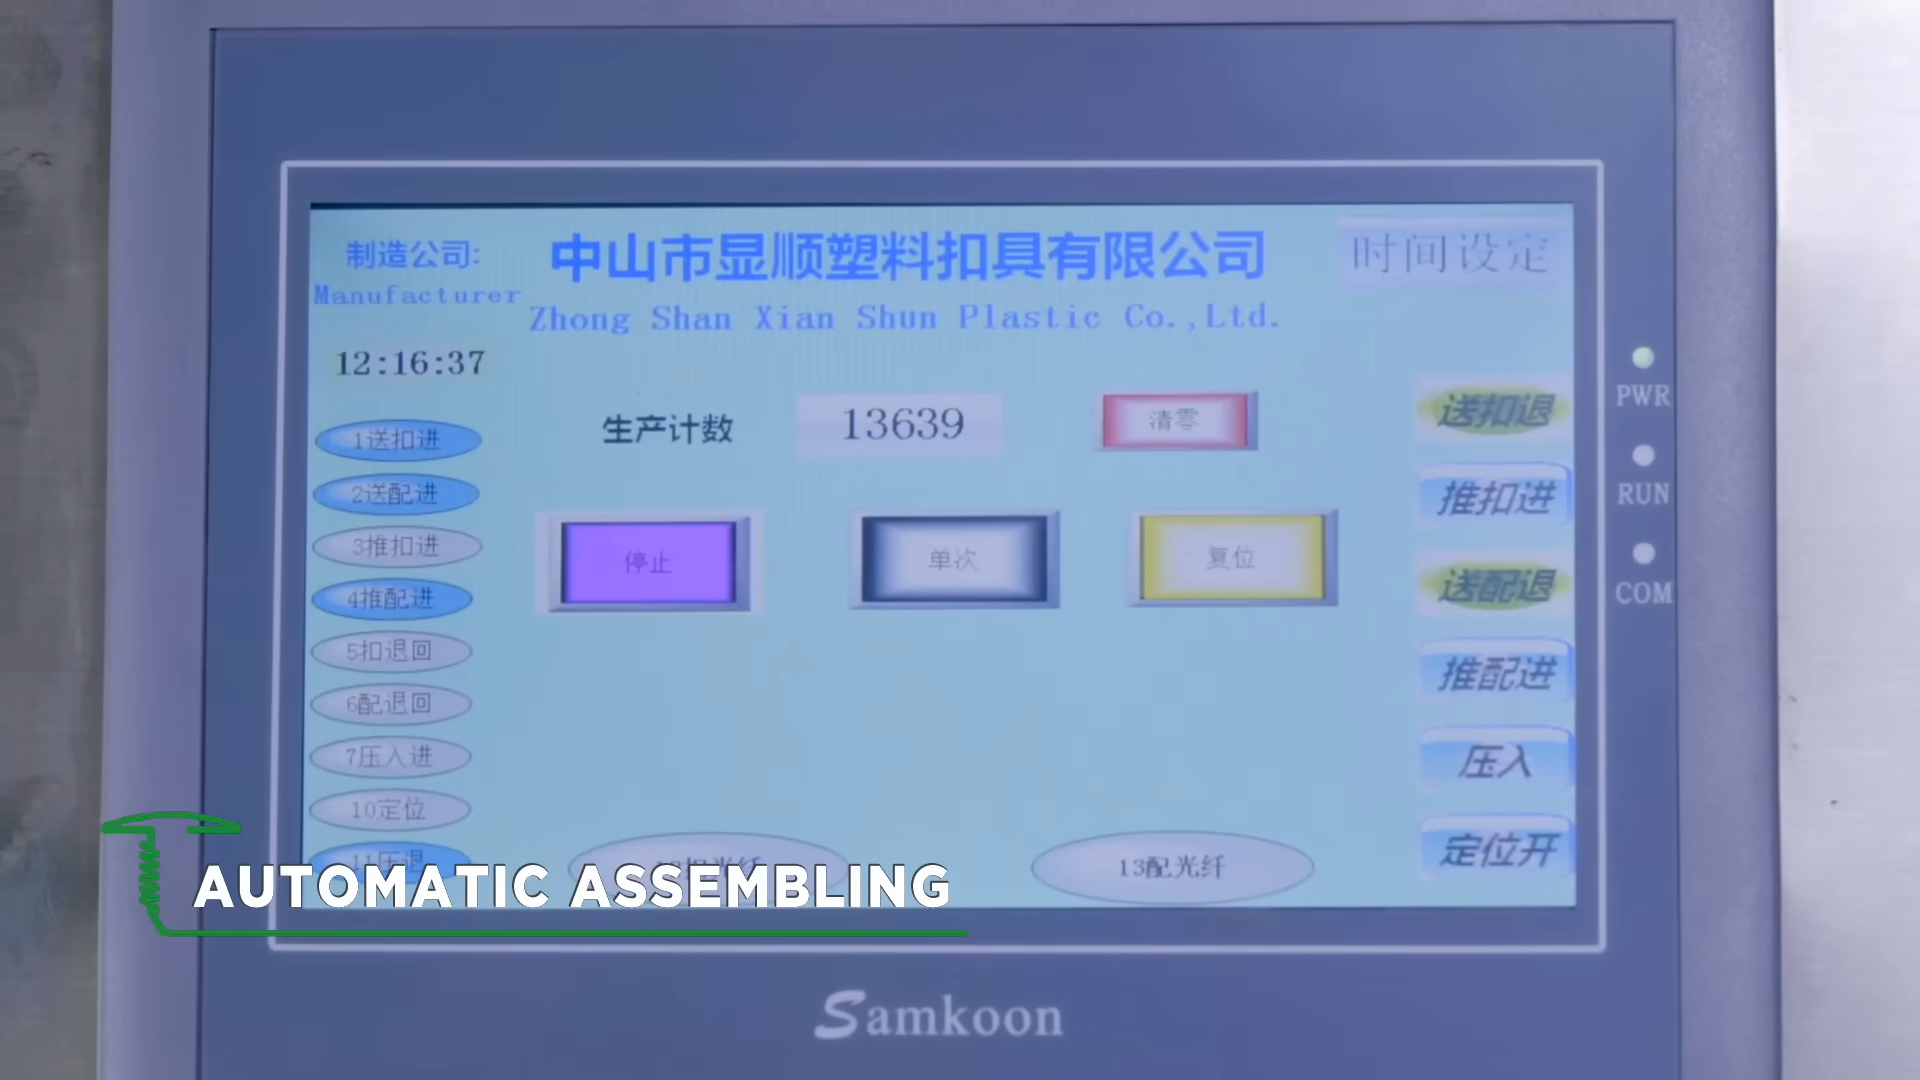 制造公司:
Manufacturer
中山市显顺塑料扣具有限公司
Zhong Shan Xian Shun Plastic Co.,Ltd.
时间设定
12:16:37
生产计数
13639
清零
停止
单次
复位
1送扣进
2送配进
3推扣进
4推配进
5扣退回
6配退回
7压入进
10定位
11压退
13配光纤
送扣退
推扣进
送配退
推配进
压入
定位开
PWR
RUN
COM
AUTOMATIC ASSEMBLING
Samkoon